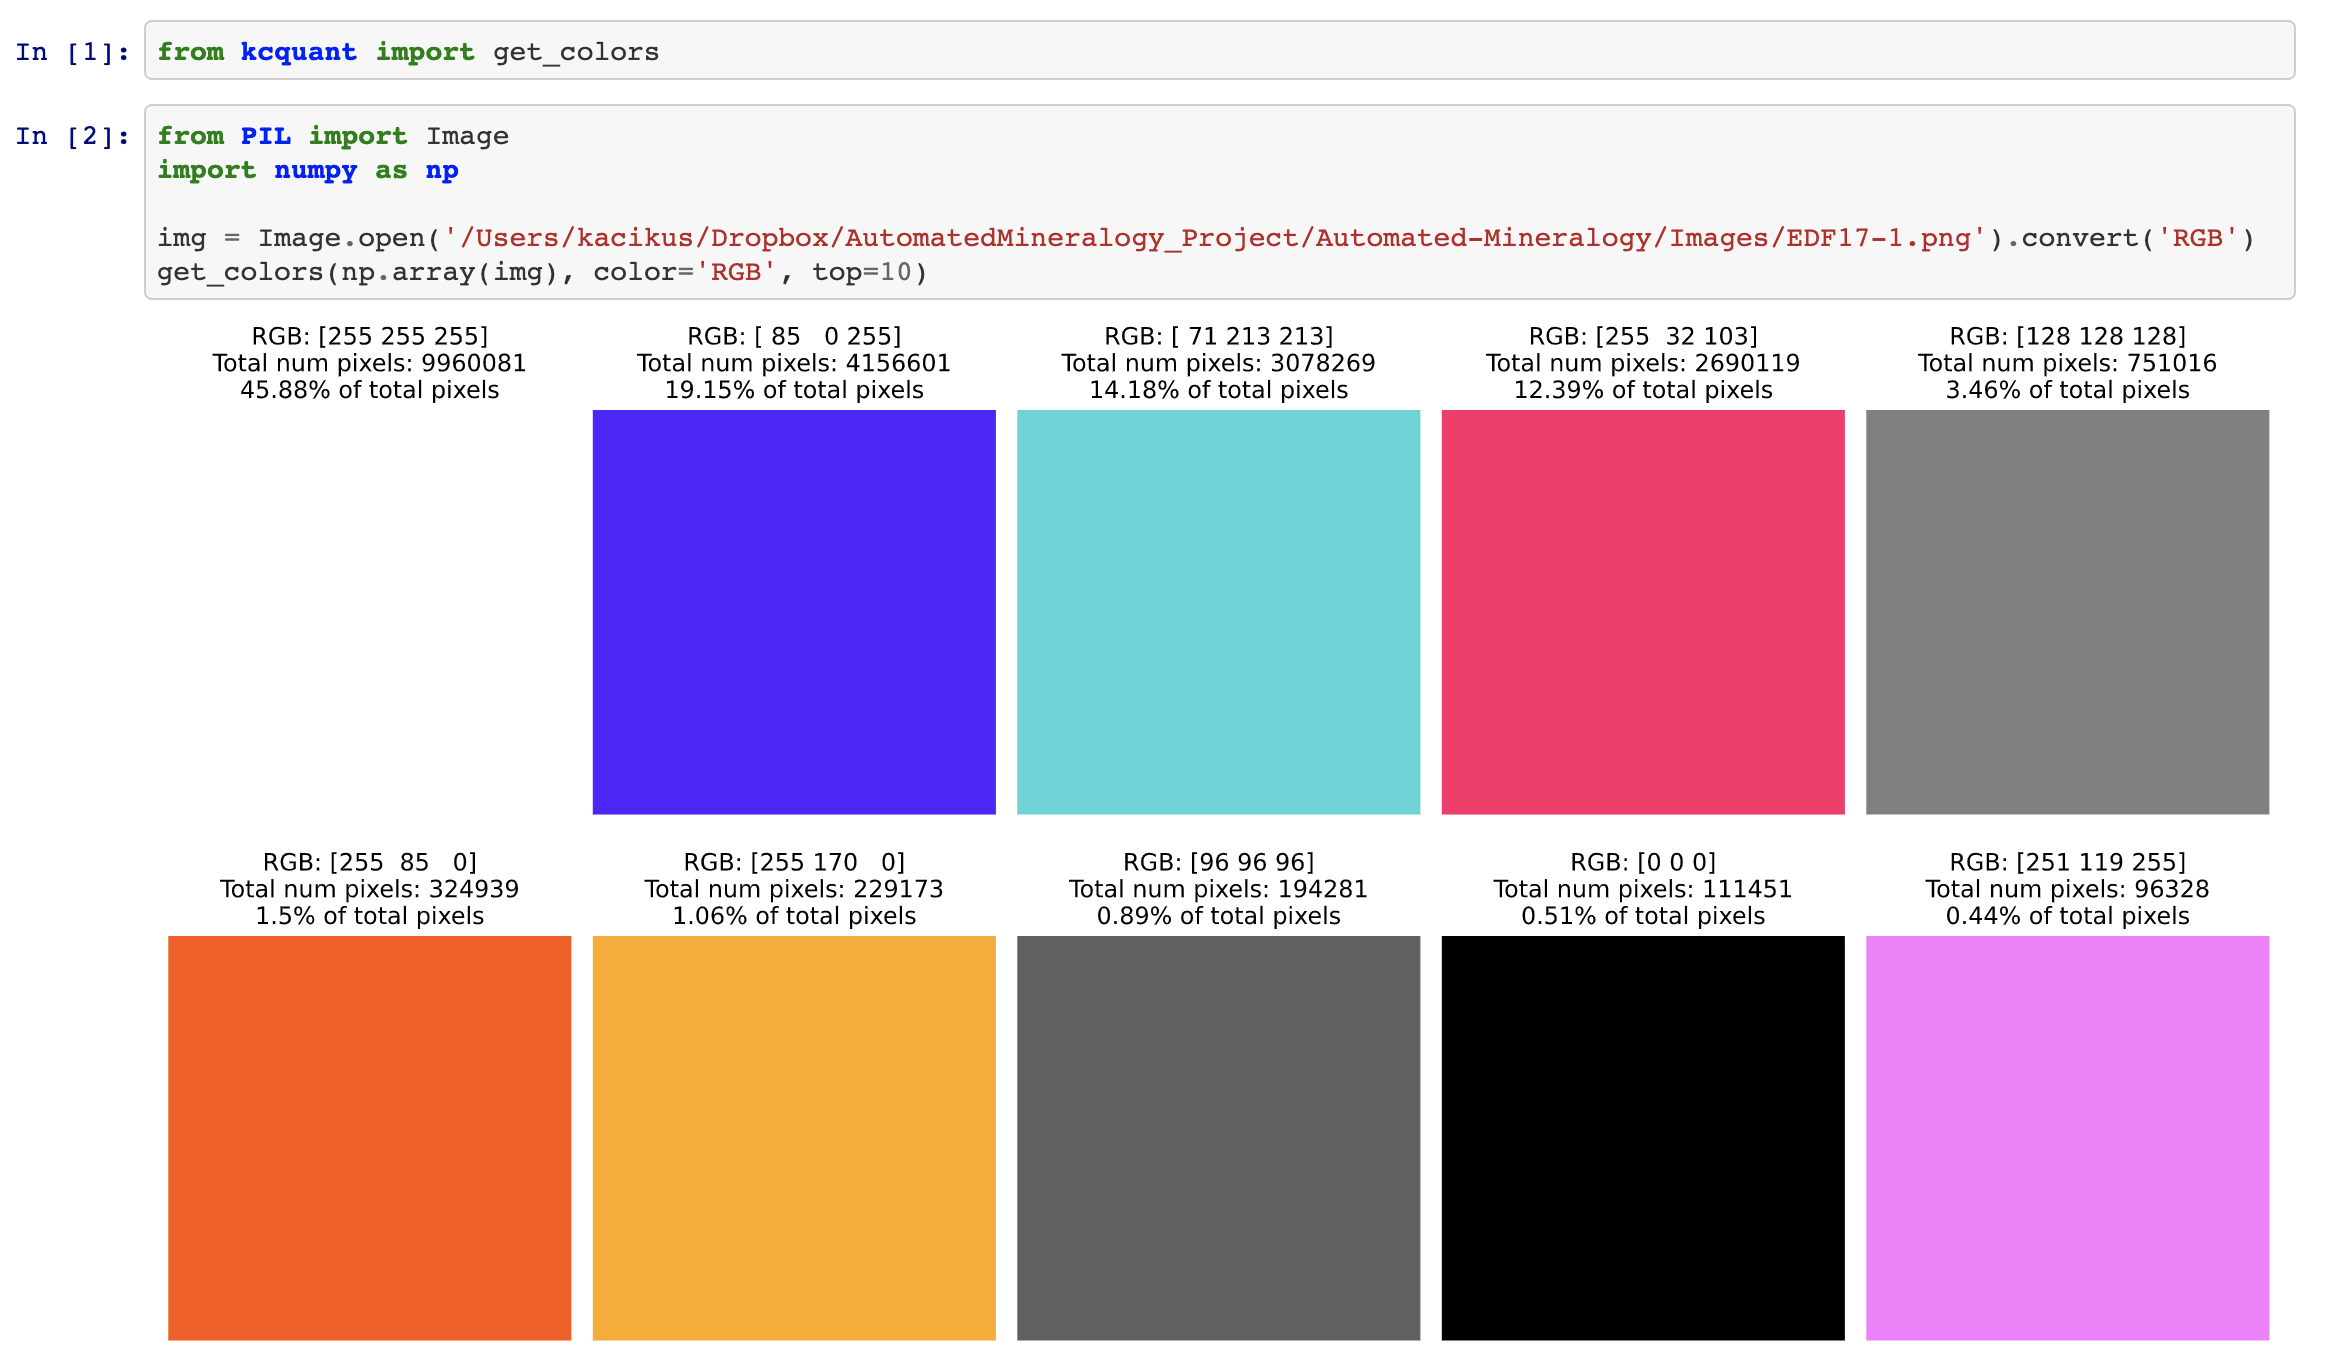 In [1]: from kcquant import get_colors
In [2]: from PIL import Image
import numpy as np
img = Image.open('/Users/kacikus/Dropbox/AutomatedMineralogy_Project/Automated-Mineralogy/Images/EDF17-1.png').convert('RGB')
get_colors(np.array(img), color='RGB', top=10)
RGB: [255 255 255]
Total num pixels: 9960081
45.88% of total pixels
RGB: [ 85   0 255]
Total num pixels: 4156601
19.15% of total pixels
RGB: [ 71 213 213]
Total num pixels: 3078269
14.18% of total pixels
RGB: [255  32 103]
Total num pixels: 2690119
12.39% of total pixels
RGB: [128 128 128]
Total num pixels: 751016
3.46% of total pixels
RGB: [255  85   0]
Total num pixels: 324939
1.5% of total pixels
RGB: [255 170   0]
Total num pixels: 229173
1.06% of total pixels
RGB: [96 96 96]
Total num pixels: 194281
0.89% of total pixels
RGB: [0 0 0]
Total num pixels: 111451
0.51% of total pixels
RGB: [251 119 255]
Total num pixels: 96328
0.44% of total pixels